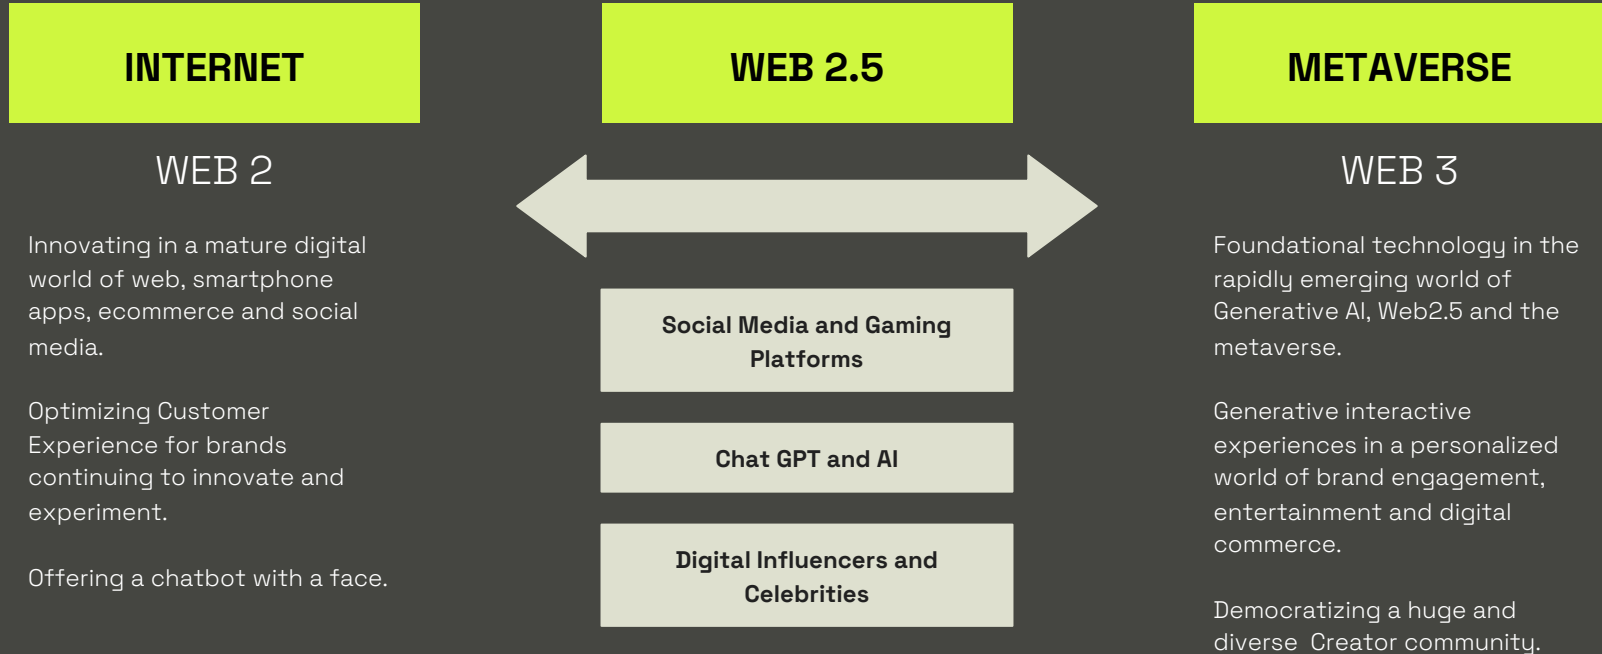 INTERNET
WEB 2
Innovating in a mature digital
world of web, smartphone
apps, ecommerce and social
media.
Optimizing Customer
Experience for brands
continuing to innovate and
experiment.
Offering a chatbot with a face.
WEB 2.5
Social Media and Gaming
Platforms
Chat GPT and AI
Digital Influencers and
Celebrities
METAVERSE
WEB 3
Foundational technology in the
rapidly emerging world of
Generative AI, Web2.5 and the
metaverse.
Generative interactive
experiences in a personalized
world of brand engagement,
entertainment and digital
commerce.
Democratizing a huge and
diverse  Creator community.